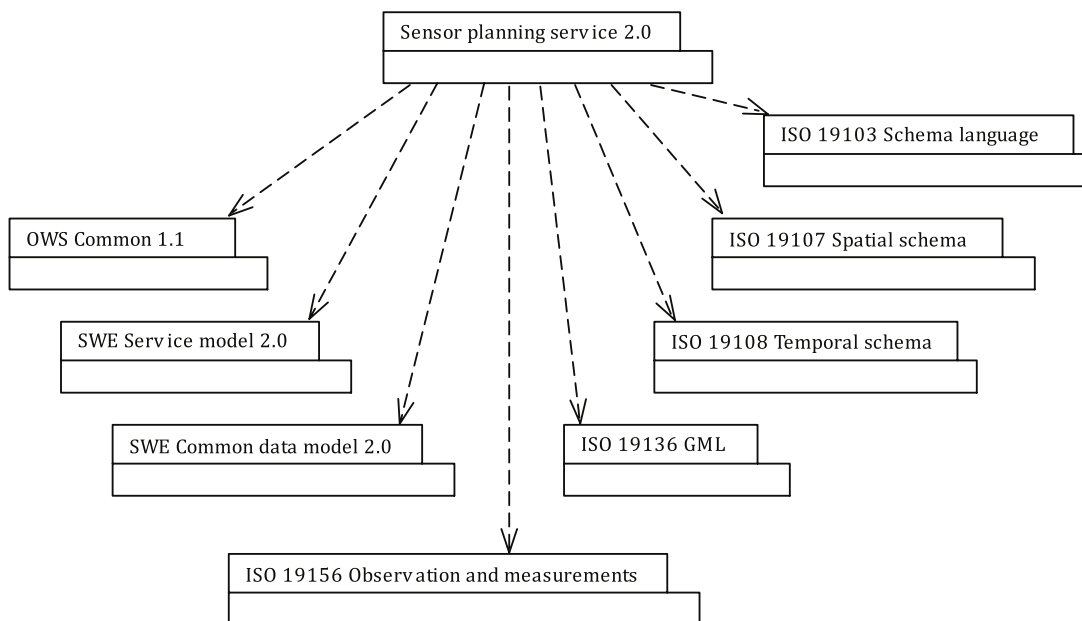 Sensor planning service 2.0
ISO 19103 Schema language
OWS Common 1.1
ISO 19107 Spatial schema
SWE Service model 2.0
ISO 19108 Temporal schema
SWE Common data model 2.0
ISO 19136 GML
ISO 19156 Observation and measurements